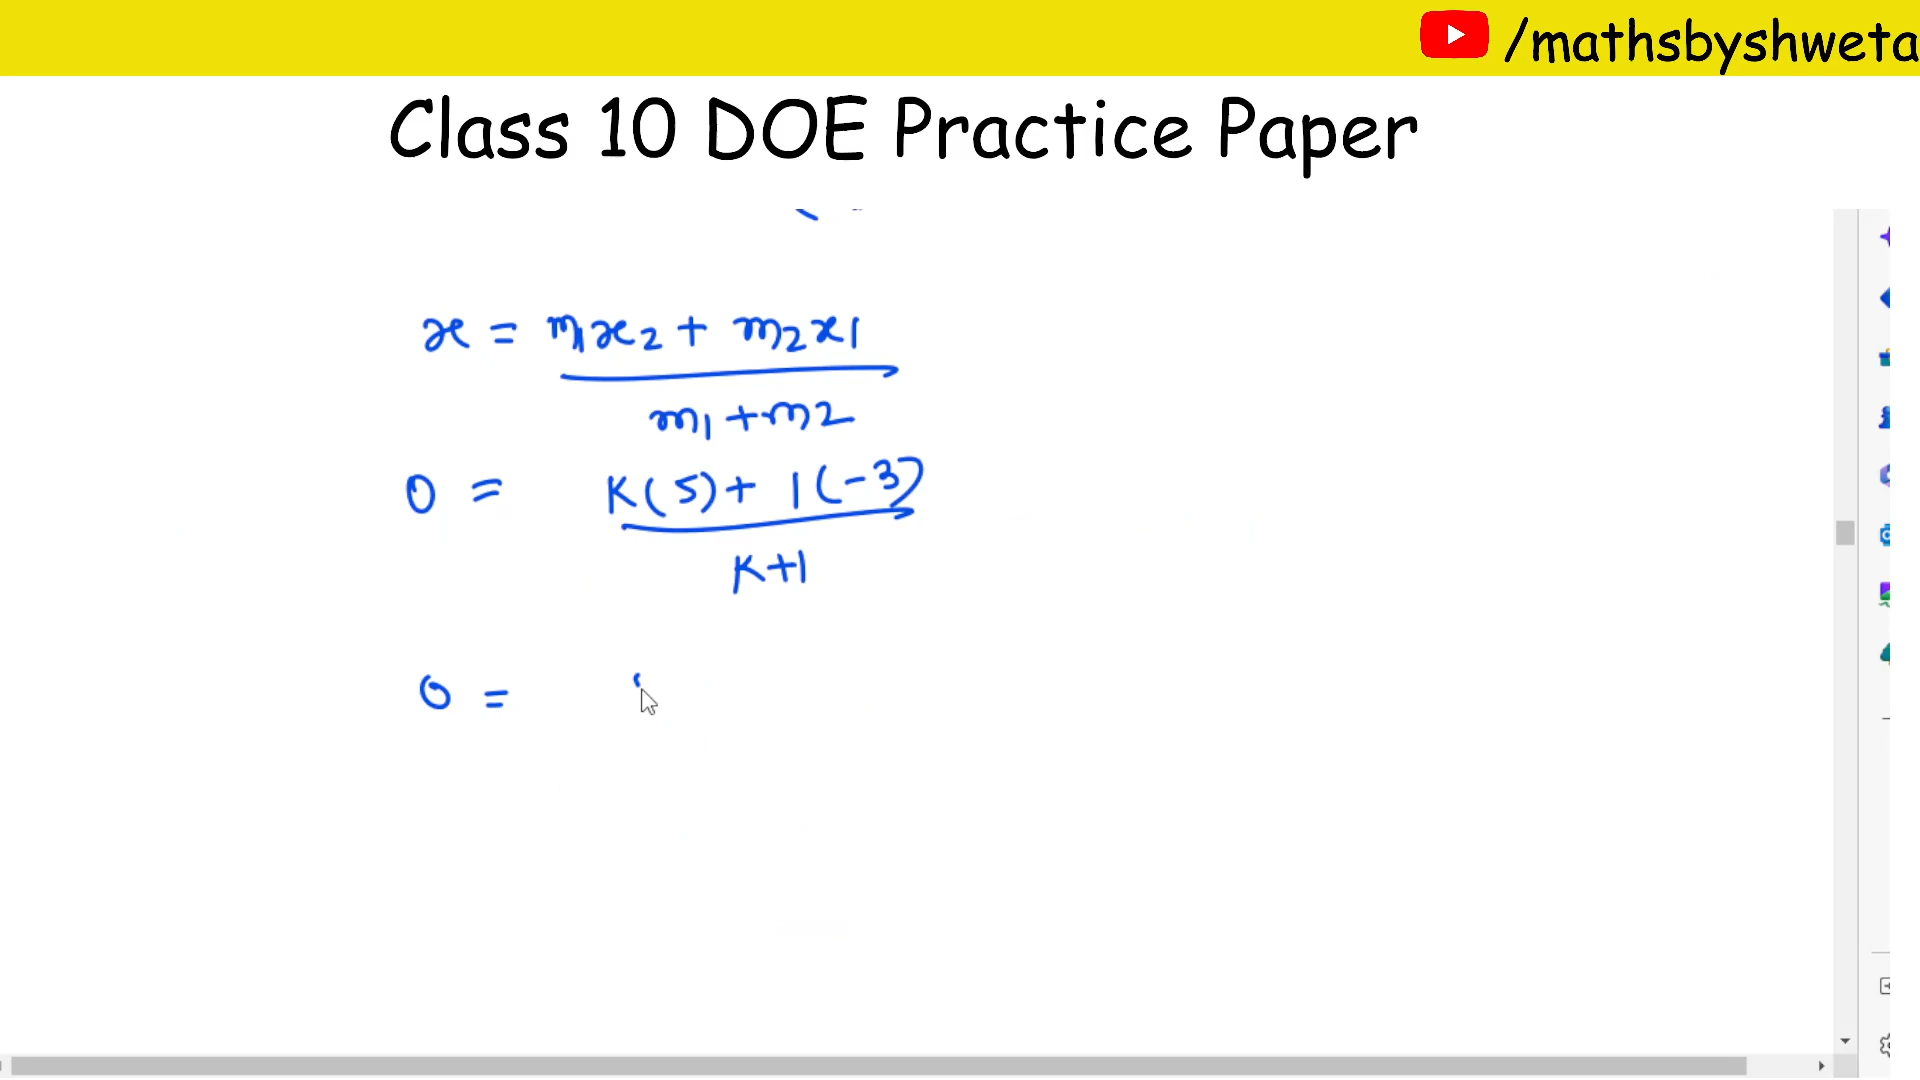 /mathsbyshweta
Class 10 DOE Practice Paper
x = m1x2 + m2x1
m1 + m2
0 = K(5) + 1(-3)
K+1
0 =